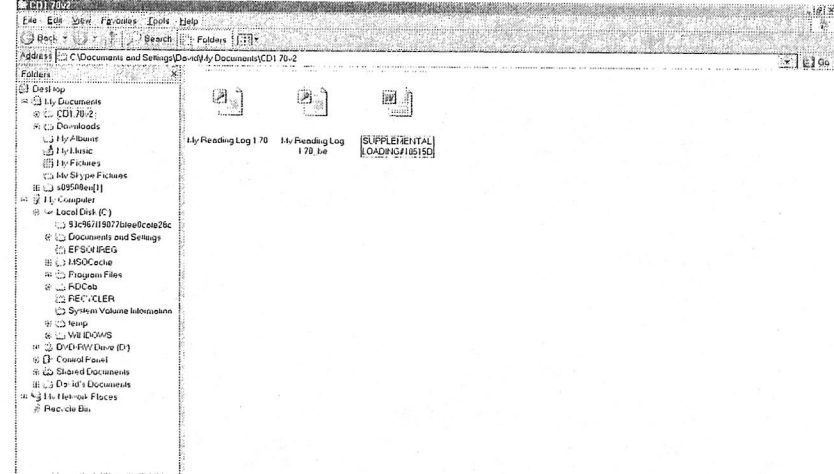 CD1.70v2
File Edit View Favorites Tools Help
Back Search Folders
Address C:\Documents and Settings\David\My Documents\CD1 70v2 Go
Folders
Desktop
My Documents
CD1.70v2
Downloads
My Albums
My Music
My Pictures
My Skype Pictures
My Computer
Local Disk (C:)
Documents and Settings
EPSONREG
MSOCache
Program Files
RECYCLER
System Volume Information
temp
WINDOWS
DVD-RW Drive (D:)
Control Panel
Shared Documents
David's Documents
My Network Places
Recycle Bin
My Reading Log 1 70
My Reading Log
1 70_be
SUPPLEMENTAL
LOADING#10515D